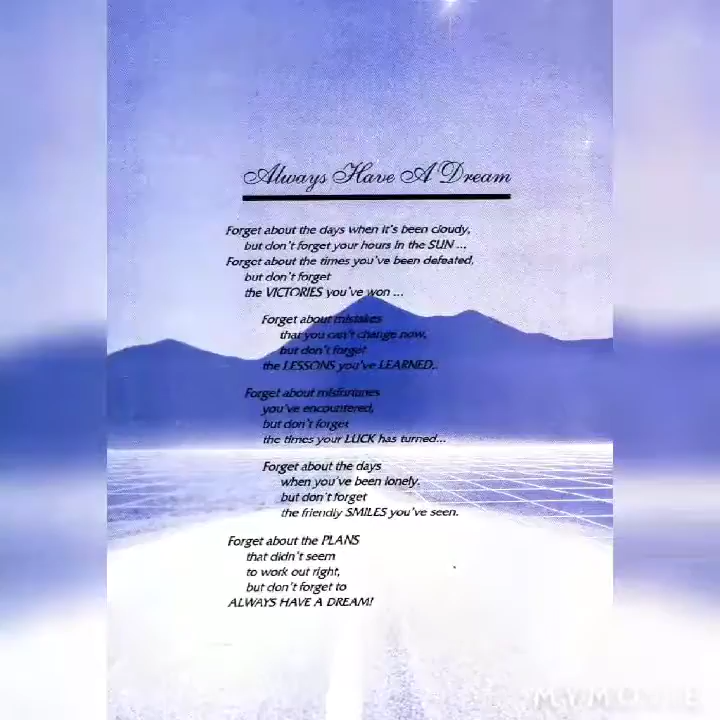 Always Have A Dream
Forget about the days when it's been cloudy,
but don't forget your hours in the SUN ...
Forget about the times you've been defeated,
but don't forget
the VICTORIES you've won ...
Forget about mistakes
that you can't change now,
but don't forget
the LESSONS you've LEARNED..
Forget about misfortunes
you've encountered,
but don't forget
the times your LUCK has turned...
Forget about the days
when you've been lonely.
but don't forget
the friendly SMILES you've seen.
Forget about the PLANS
that didn't seem
to work out right,
but don't forget to
ALWAYS HAVE A DREAM!
MYMOVIE